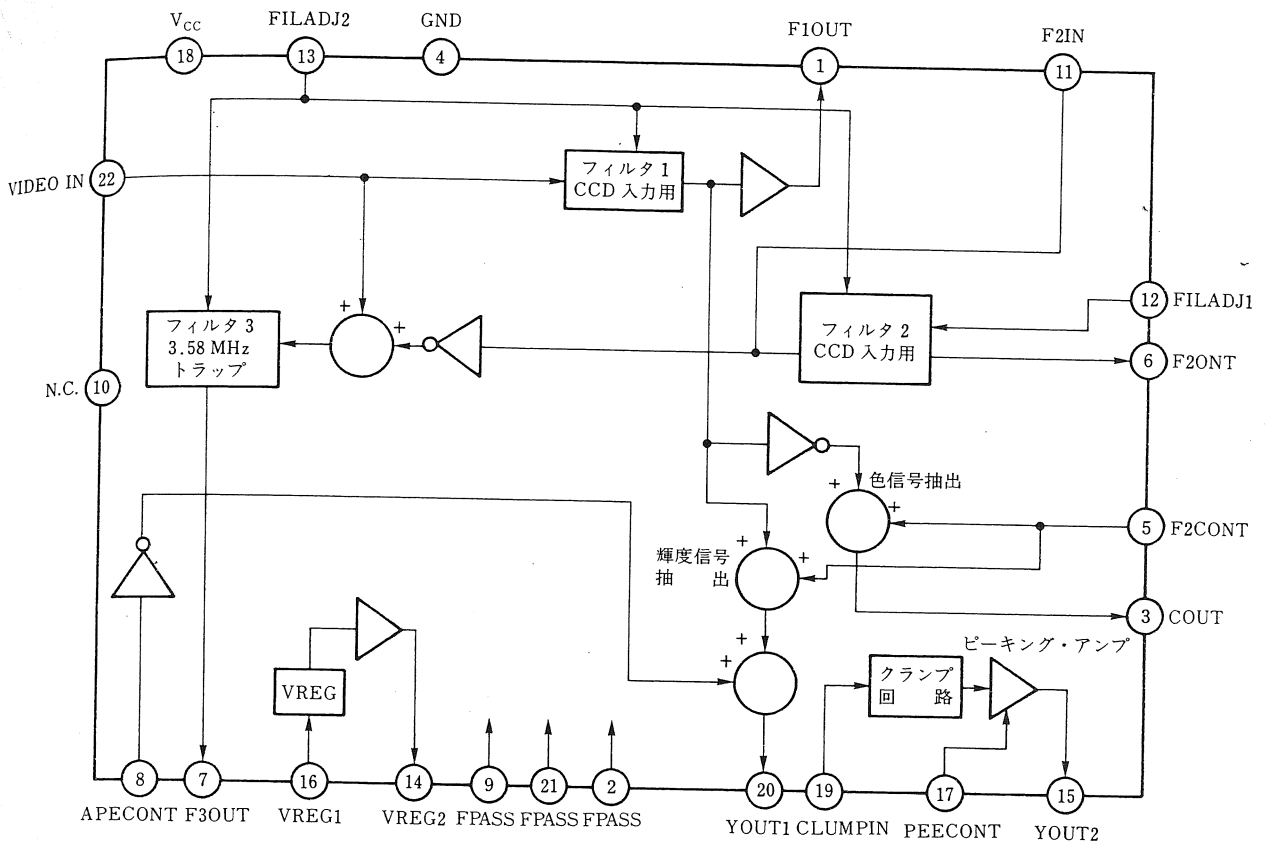 VCC
FILADJ2
GND
F1OUT
F2IN
18
13
4
1
11
VIDEO IN
22
フィルタ 1
CCD 入力用
12
FILADJ1
フィルタ 3
3.58 MHz
トラップ
+
+
フィルタ 2
CCD 入力用
6
F2ONT
N.C.
10
色信号抽出
+
+
5
F2CONT
輝度信号
抽 出
+
+
3
COUT
ピーキング・アンプ
+
+
VREG
クランプ
回 路
8
7
16
14
9
21
2
20
19
17
15
APECONT
F3OUT
VREG1
VREG2
FPASS
FPASS
FPASS
YOUT1
CLUMPIN
PEECONT
YOUT2